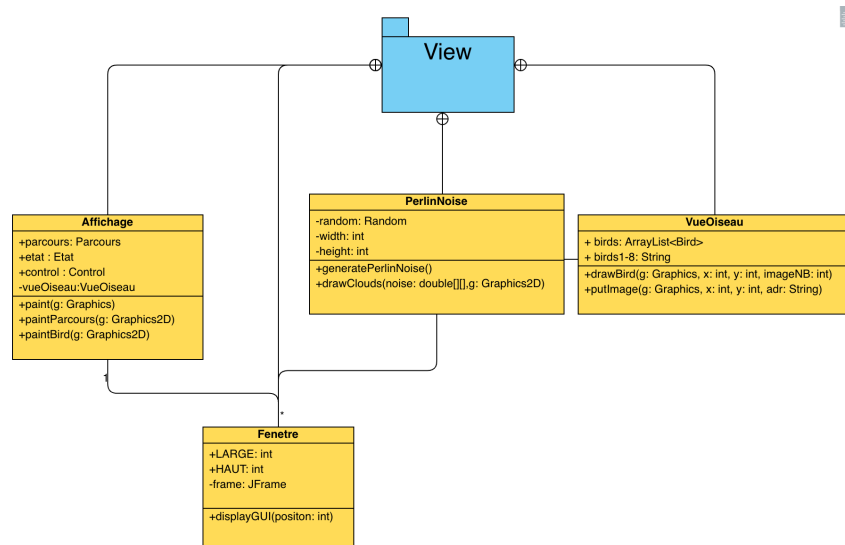 View
Affichage
+parcours: Parcours
+etat : Etat
+control : Control
-vueOiseau:VueOiseau
+paint(g: Graphics)
+paintParcours(g: Graphics2D)
+paintBird(g: Graphics2D)
1
PerlinNoise
-random: Random
-width: int
-height: int
+generatePerlinNoise()
+drawClouds(noise: double[][],g: Graphics2D)
VueOiseau
+ birds: ArrayList<Bird>
+ birds1-8: String
+drawBird(g: Graphics, x: int, y: int, imageNB: int)
+putImage(g: Graphics, x: int, y: int, adr: String)
*
Fenetre
+LARGE: int
+HAUT: int
-frame: JFrame
+displayGUI(positon: int)